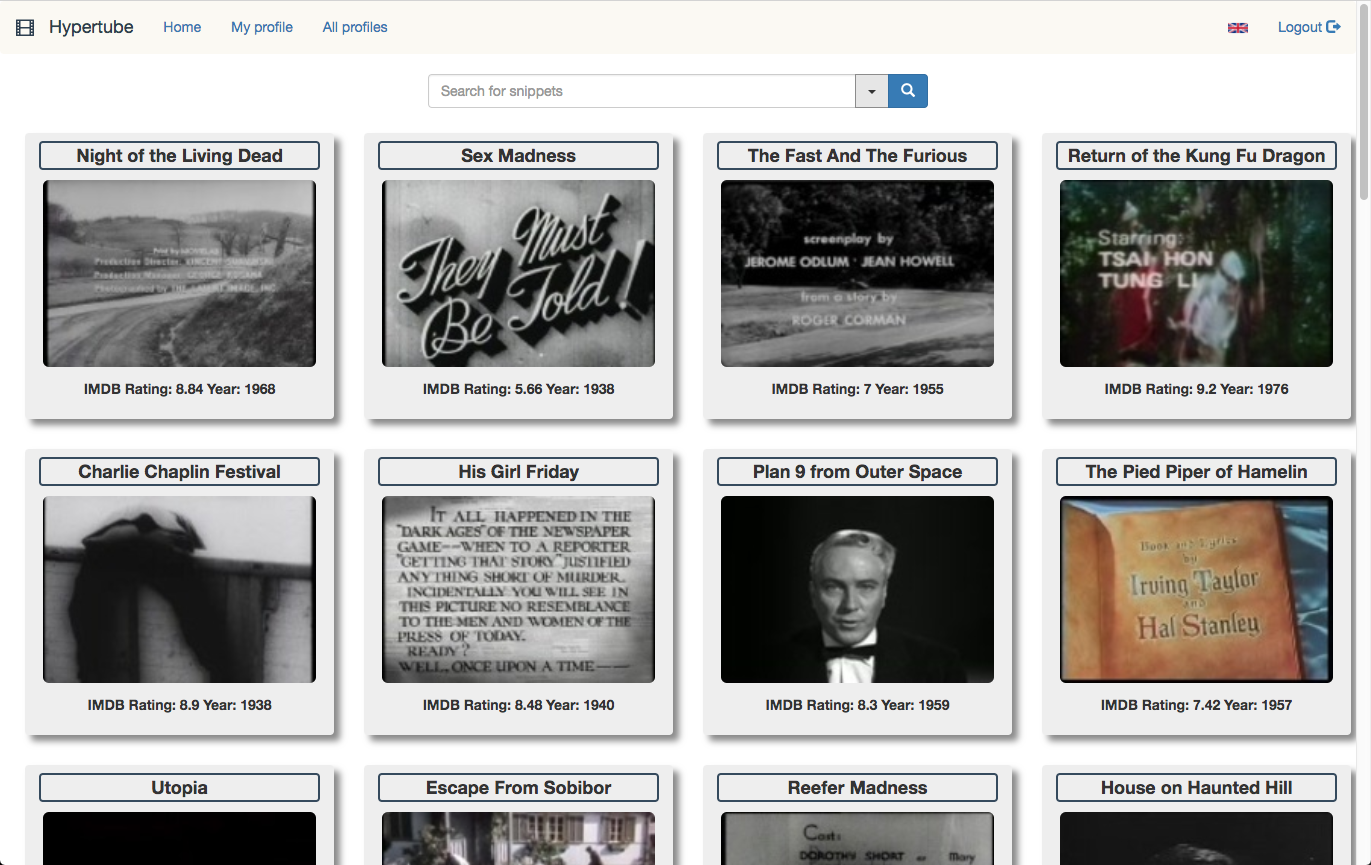 Hypertube Home My profile All profiles Logout
Search for snippets
Night of the Living Dead
Sex Madness
The Fast And The Furious
Return of the Kung Fu Dragon
Production Director
Production Manager
Photographed by THE LATENT IMAGE, INC.
They Must
Be Told!
screenplay by
JEROME ODLUM · JEAN HOWELL
from a story by
ROGER CORMAN
Starring:
TSAI HON
TUNG LI
IMDB Rating: 8.84 Year: 1968
IMDB Rating: 5.66 Year: 1938
IMDB Rating: 7 Year: 1955
IMDB Rating: 9.2 Year: 1976
Charlie Chaplin Festival
His Girl Friday
Plan 9 from Outer Space
The Pied Piper of Hamelin
IT ALL HAPPENED IN THE
"DARK AGES" OF THE NEWSPAPER
GAME--WHEN TO A REPORTER
"GETTING THAT STORY" JUSTIFIED
ANYTHING SHORT OF MURDER.
INCIDENTALLY YOU WILL SEE IN
THIS PICTURE NO RESEMBLANCE
TO THE MEN AND WOMEN OF THE
PRESS OF TODAY.
READY?
WELL, ONCE UPON A TIME--
Book and Lyrics
by
Irving Taylor
and
Hal Stanley
IMDB Rating: 8.9 Year: 1938
IMDB Rating: 8.48 Year: 1940
IMDB Rating: 8.3 Year: 1959
IMDB Rating: 7.42 Year: 1957
Utopia
Escape From Sobibor
Reefer Madness
House on Haunted Hill
Cast:
DOROTHY SHORT as Mary